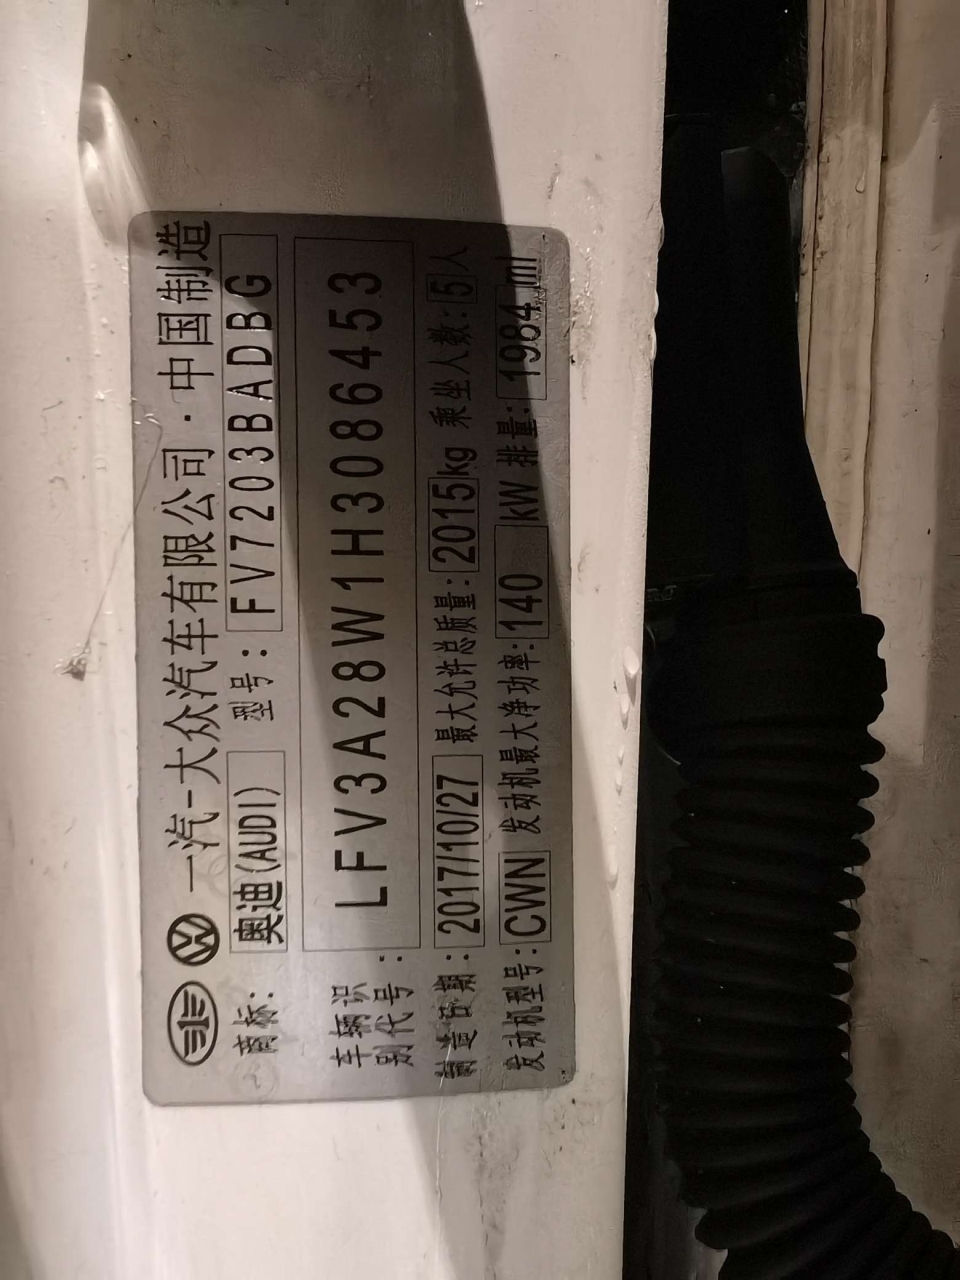 一汽-大众汽车有限公司·中国制造
商标: 奥迪(AUDI) 型号: FV7203BADBG
车辆识别代号: LFV3A28W1H3086453
制造日期: 2017/10/27 最大允许总质量: 2015kg 乘坐人数: 5人
发动机型号: CWN 发动机最大净功率: 140 kW 排量: 1984 ml